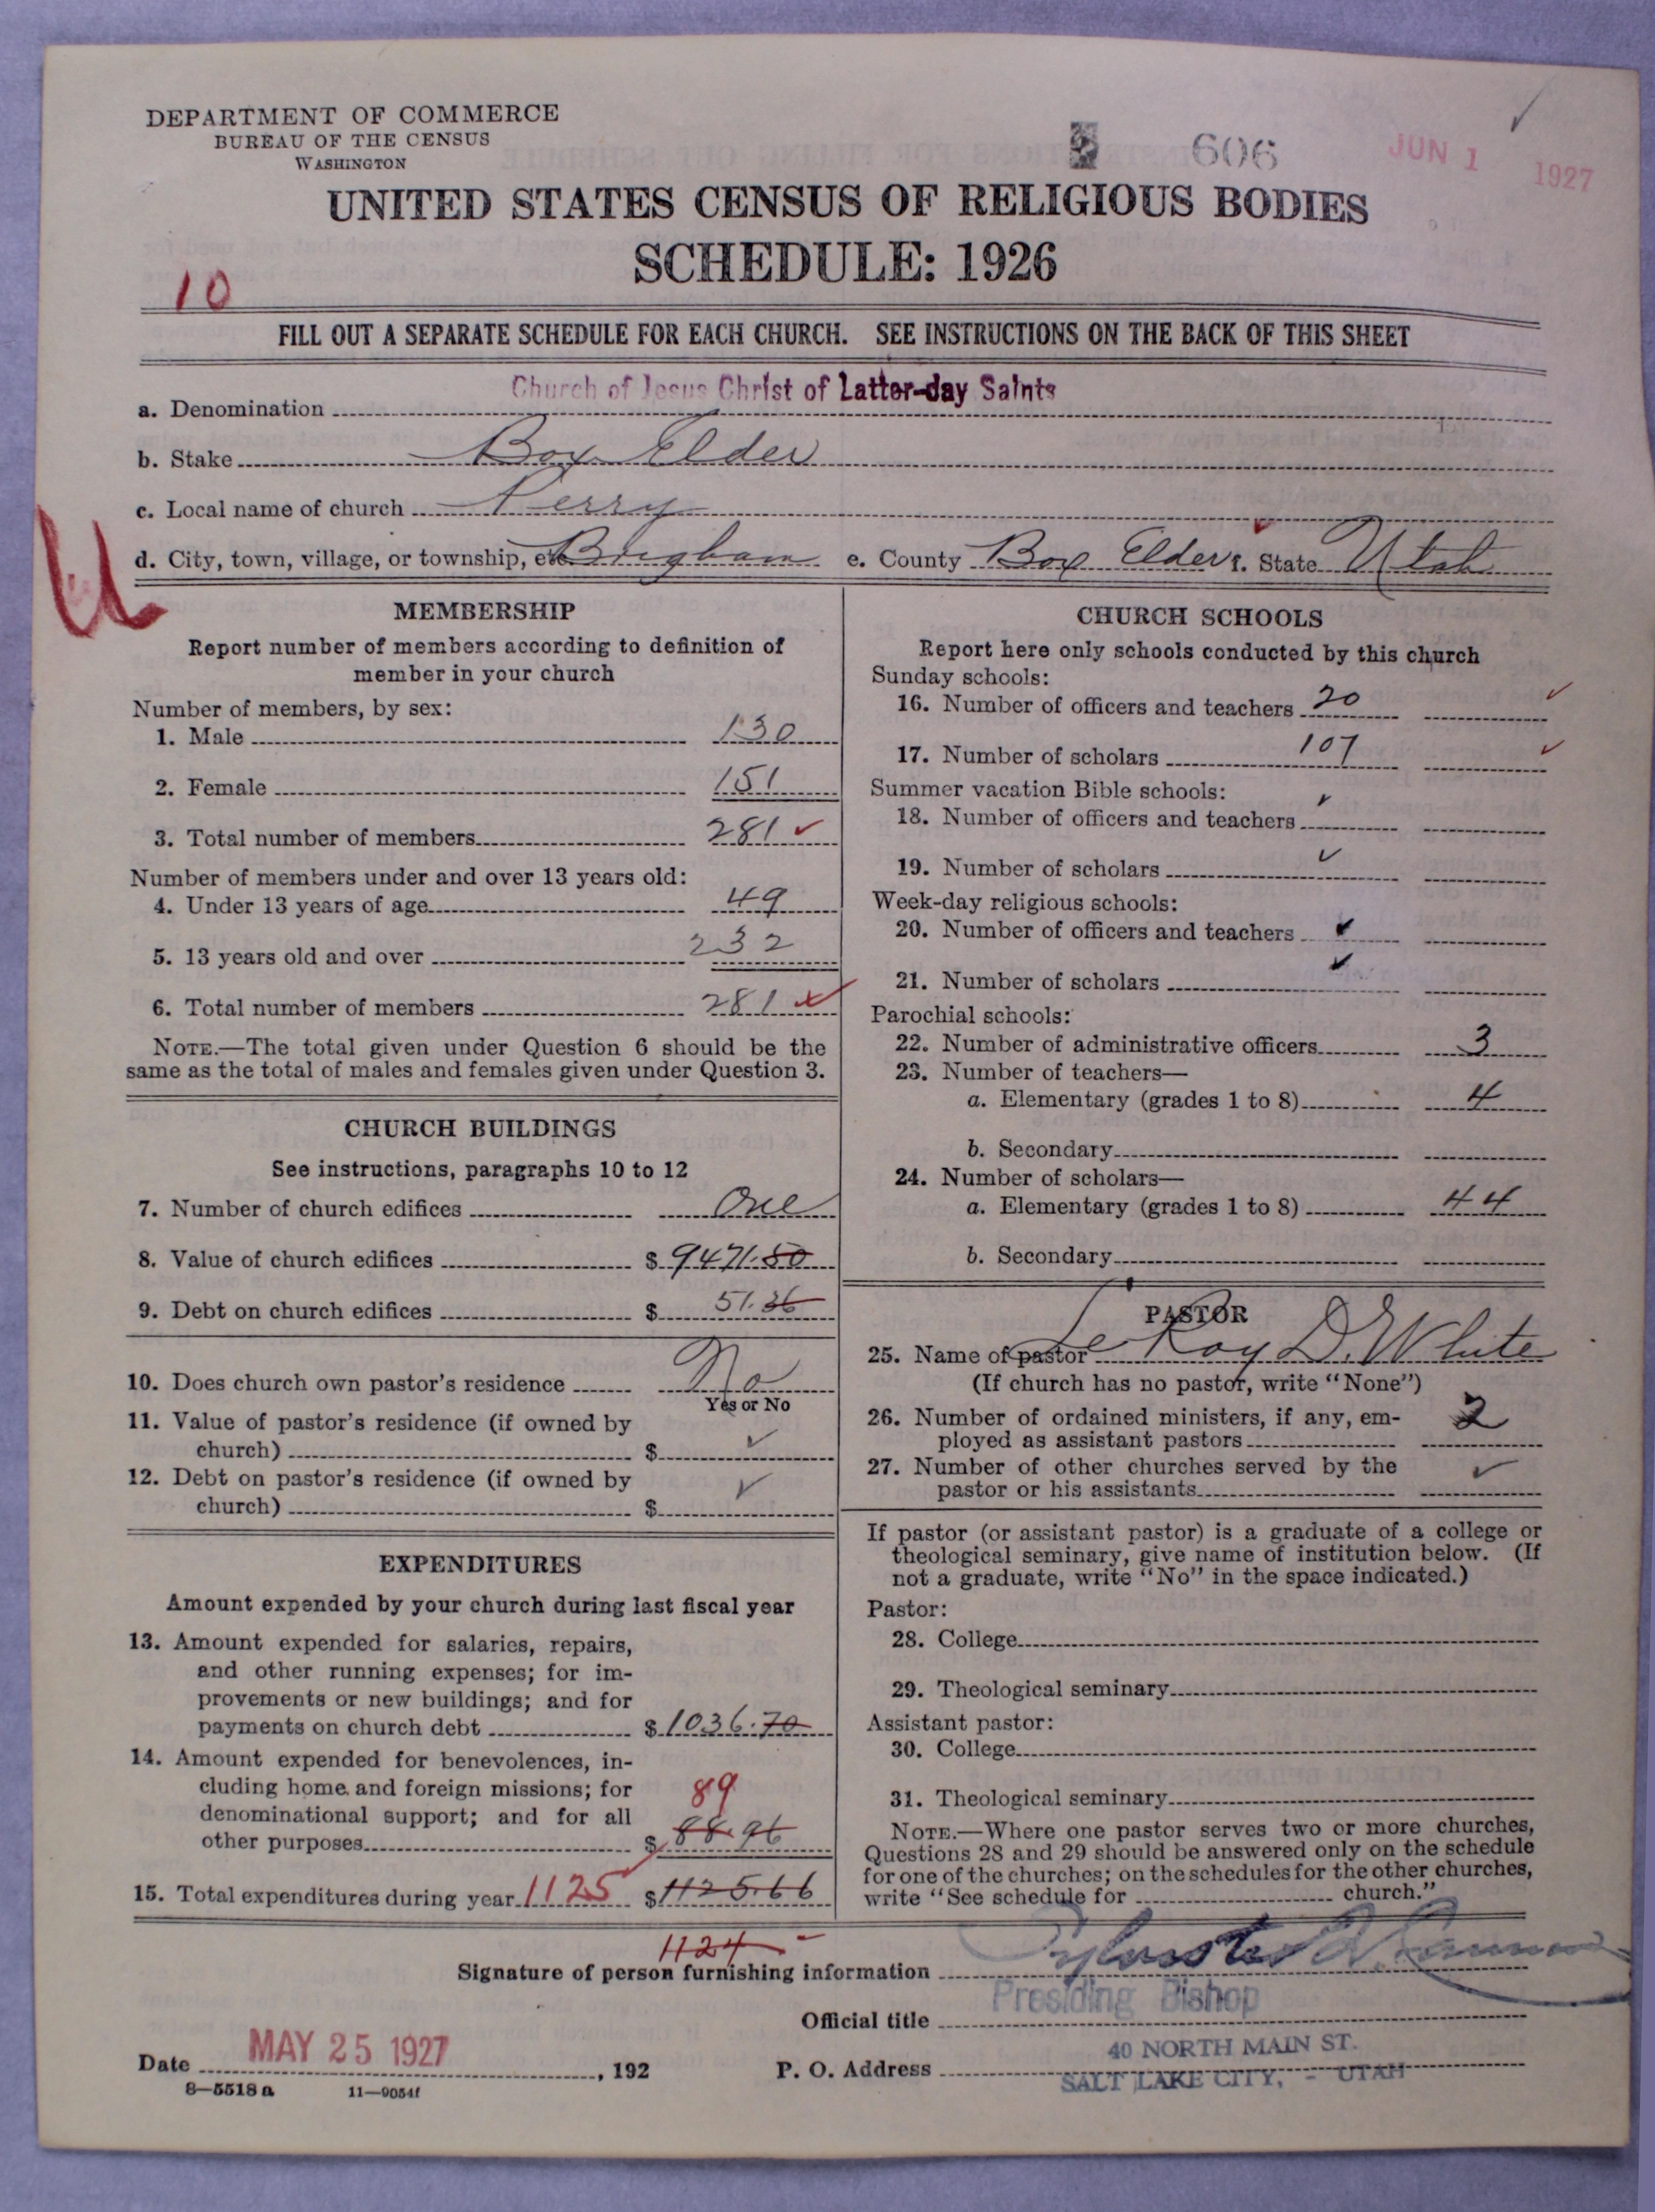 DEPARTMENT OF COMMERCE
BUREAU OF THE CENSUS
WASHINGTON
606
JUN 1 1927
UNITED STATES CENSUS OF RELIGIOUS BODIES
SCHEDULE: 1926
10
FILL OUT A SEPARATE SCHEDULE FOR EACH CHURCH. SEE INSTRUCTIONS ON THE BACK OF THIS SHEET
a. Denomination Church of Jesus Christ of Latter-day Saints
b. Stake Box Elder
c. Local name of church Perry
d. City, town, village, or township, etc Brigham e. County Box Elder f. State Utah
MEMBERSHIP
Report number of members according to definition of
member in your church
Number of members, by sex:
1. Male 130
2. Female 151
3. Total number of members 281 ✓
Number of members under and over 13 years old:
4. Under 13 years of age 49
5. 13 years old and over 232
6. Total number of members 281
NOTE.—The total given under Question 6 should be the
same as the total of males and females given under Question 3.
CHURCH BUILDINGS
See instructions, paragraphs 10 to 12
7. Number of church edifices One
8. Value of church edifices $ 9471.50
9. Debt on church edifices $ 51.36
10. Does church own pastor's residence No
Yes or No
11. Value of pastor's residence (if owned by
church) $ ✓
12. Debt on pastor's residence (if owned by
church) $ ✓
EXPENDITURES
Amount expended by your church during last fiscal year
13. Amount expended for salaries, repairs,
and other running expenses; for im-
provements or new buildings; and for
payments on church debt $ 1036.70
14. Amount expended for benevolences, in-
cluding home and foreign missions; for
denominational support; and for all
other purposes $ 88.96
89
15. Total expenditures during year 1125 $ 1125.66
1124
CHURCH SCHOOLS
Report here only schools conducted by this church
Sunday schools:
16. Number of officers and teachers 20 ✓
17. Number of scholars 107 ✓
Summer vacation Bible schools:
18. Number of officers and teachers ✓
19. Number of scholars ✓
Week-day religious schools:
20. Number of officers and teachers ✓
21. Number of scholars ✓
Parochial schools:
22. Number of administrative officers 3
23. Number of teachers—
a. Elementary (grades 1 to 8) 4
b. Secondary
24. Number of scholars—
a. Elementary (grades 1 to 8) 44
b. Secondary
PASTOR
25. Name of pastor Le Roy D. White
(If church has no pastor, write "None")
26. Number of ordained ministers, if any, em-
ployed as assistant pastors 2
27. Number of other churches served by the
pastor or his assistants ✓
If pastor (or assistant pastor) is a graduate of a college or
theological seminary, give name of institution below. (If
not a graduate, write "No" in the space indicated.)
Pastor:
28. College
29. Theological seminary
Assistant pastor:
30. College
31. Theological seminary
NOTE.—Where one pastor serves two or more churches,
Questions 28 and 29 should be answered only on the schedule
for one of the churches; on the schedules for the other churches,
write "See schedule for church."
Signature of person furnishing information Sylvester Q. Cannon
Official title Presiding Bishop
Date MAY 25 1927, 192 P. O. Address 40 NORTH MAIN ST.
SALT LAKE CITY, - UTAH
8—5518 a 11—9054f